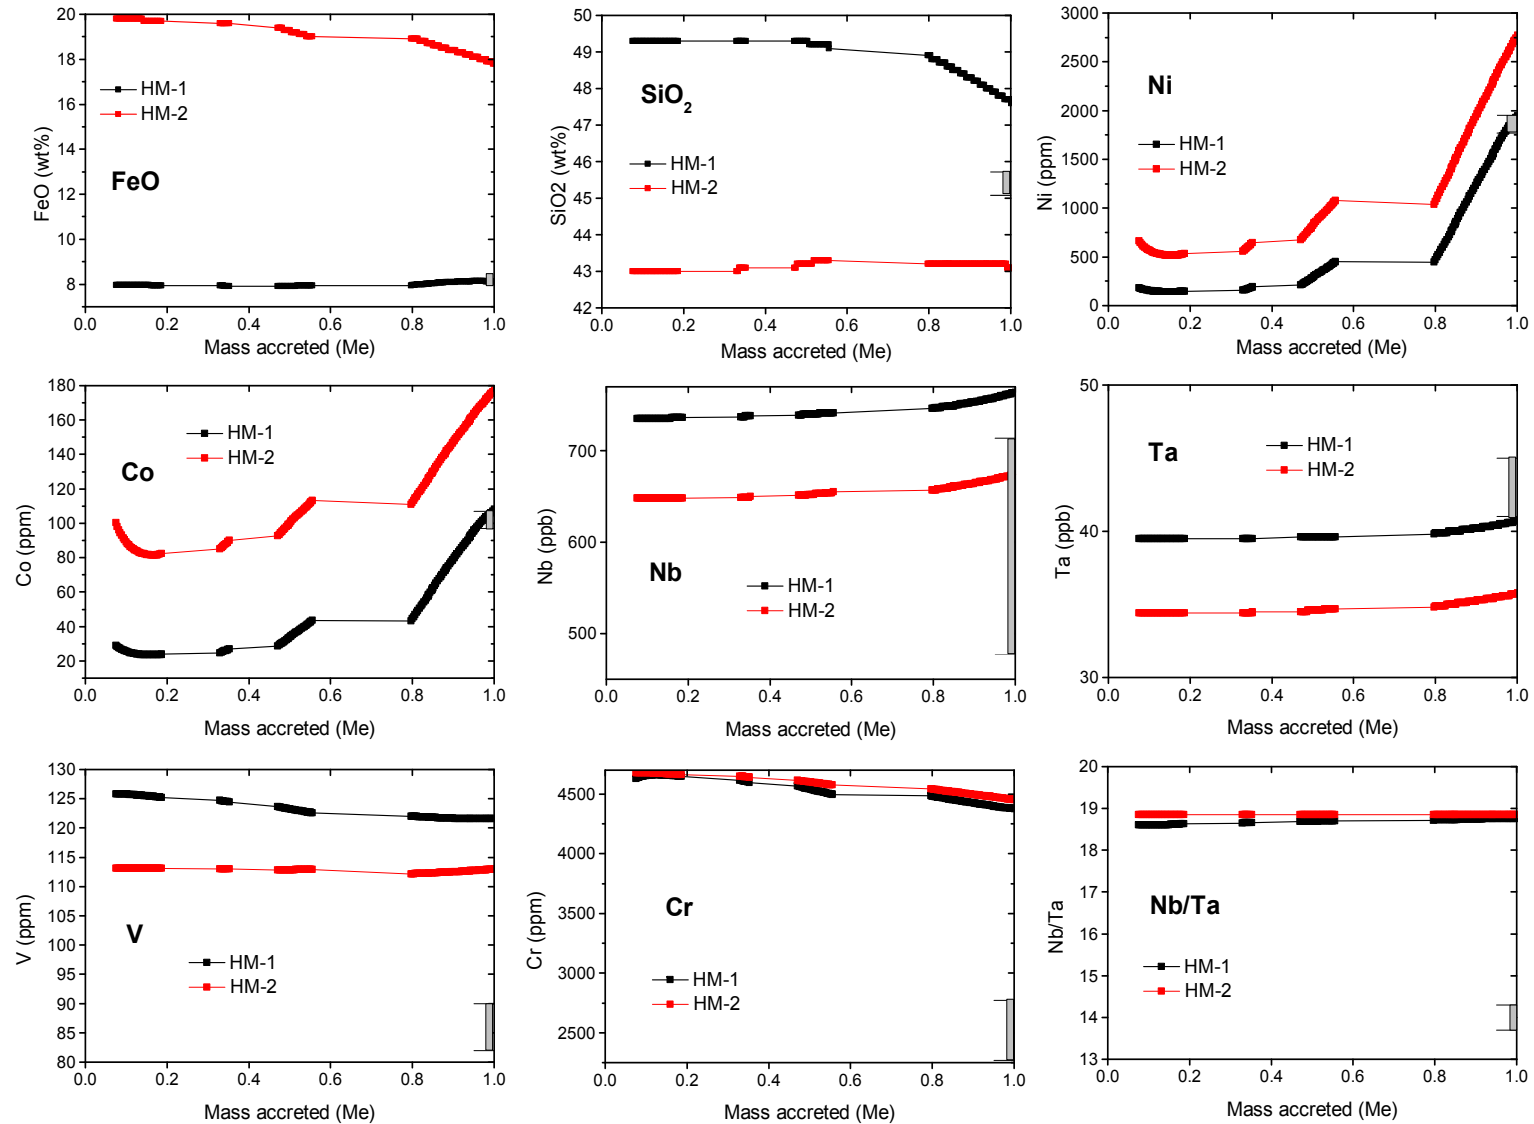 20
18
16
14
12
10
8
FeO (wt%)
HM-1
HM-2
FeO
0.0 0.2 0.4 0.6 0.8 1.0
Mass accreted (Me)
50
49
48
47
46
45
44
43
42
SiO2 (wt%)
SiO2
HM-1
HM-2
0.0 0.2 0.4 0.6 0.8 1.0
Mass accreted (Me)
3000
2500
2000
1500
1000
500
0
Ni (ppm)
Ni
HM-1
HM-2
0.0 0.2 0.4 0.6 0.8 1.0
Mass accreted (Me)
180
160
140
120
100
80
60
40
20
Co (ppm)
HM-1
HM-2
Co
0.0 0.2 0.4 0.6 0.8 1.0
Mass accreted (Me)
700
600
500
Nb (ppb)
Nb
HM-1
HM-2
0.0 0.2 0.4 0.6 0.8 1.0
Mass accreted (Me)
50
40
30
Ta (ppb)
Ta
HM-1
HM-2
0.0 0.2 0.4 0.6 0.8 1.0
Mass accreted (Me)
130
125
120
115
110
105
100
95
90
85
80
V (ppm)
V
HM-1
HM-2
0.0 0.2 0.4 0.6 0.8 1.0
Mass accreted (Me)
4500
4000
3500
3000
2500
Cr (ppm)
Cr
HM-1
HM-2
0.0 0.2 0.4 0.6 0.8 1.0
Mass accreted (Me)
20
19
18
17
16
15
14
13
Nb/Ta
Nb/Ta
HM-1
HM-2
0.0 0.2 0.4 0.6 0.8 1.0
Mass accreted (Me)